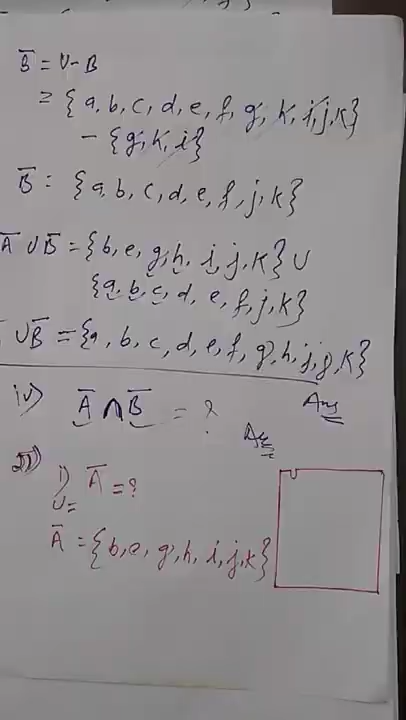 B̅ = U - B
= {a, b, c, d, e, f, g, h, i, j, k}
- {g, h, i}
B̅ = {a, b, c, d, e, f, j, k}
A̅ ∪ B̅ = {b, e, g, h, i, j, k} ∪
{a, b, c, d, e, f, j, k}
∪ B̅ = {a, b, c, d, e, f, g, h, i, j, k}
Ans
iv) A̅ ∩ B̅ = ?
i) A̅ = ?
U =
A̅ = {b, e, g, h, i, j, k}
U